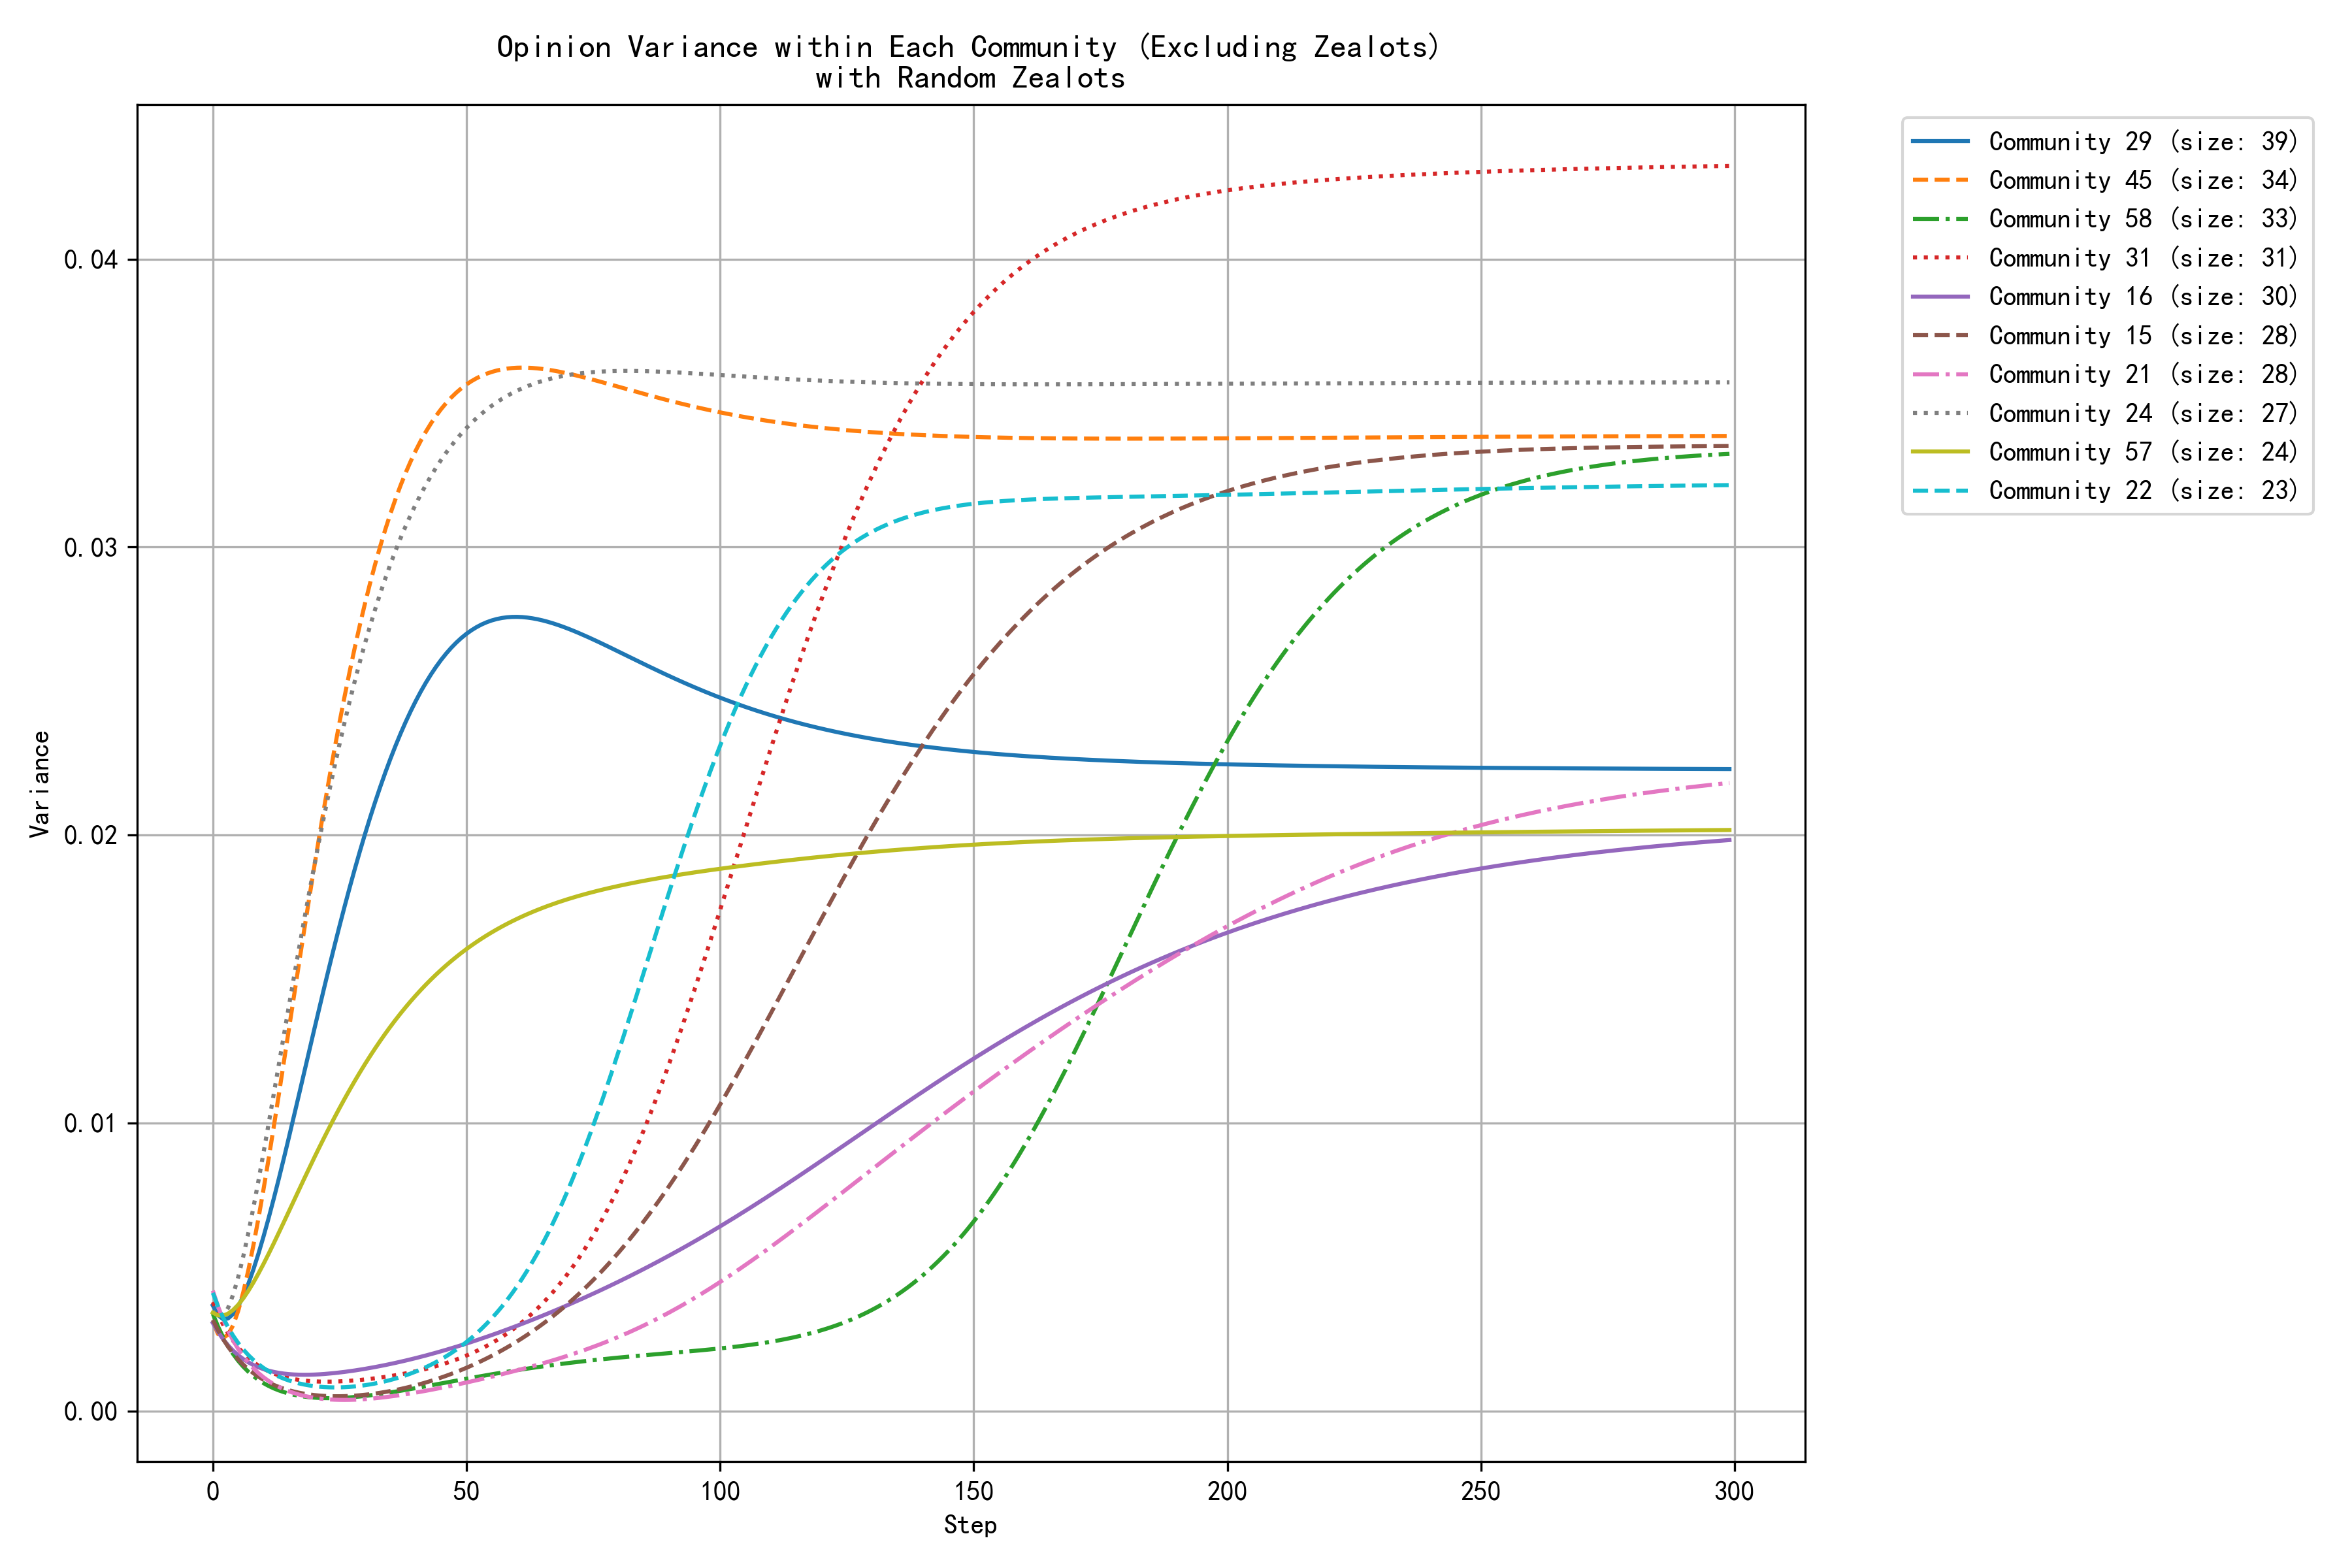 Opinion Variance within Each Community (Excluding Zealots)
with Random Zealots
Variance
0.04
0.03
0.02
0.01
0.00
0 50 100 150 200 250 300
Step
Community 29 (size: 39)
Community 45 (size: 34)
Community 58 (size: 33)
Community 31 (size: 31)
Community 16 (size: 30)
Community 15 (size: 28)
Community 21 (size: 28)
Community 24 (size: 27)
Community 57 (size: 24)
Community 22 (size: 23)